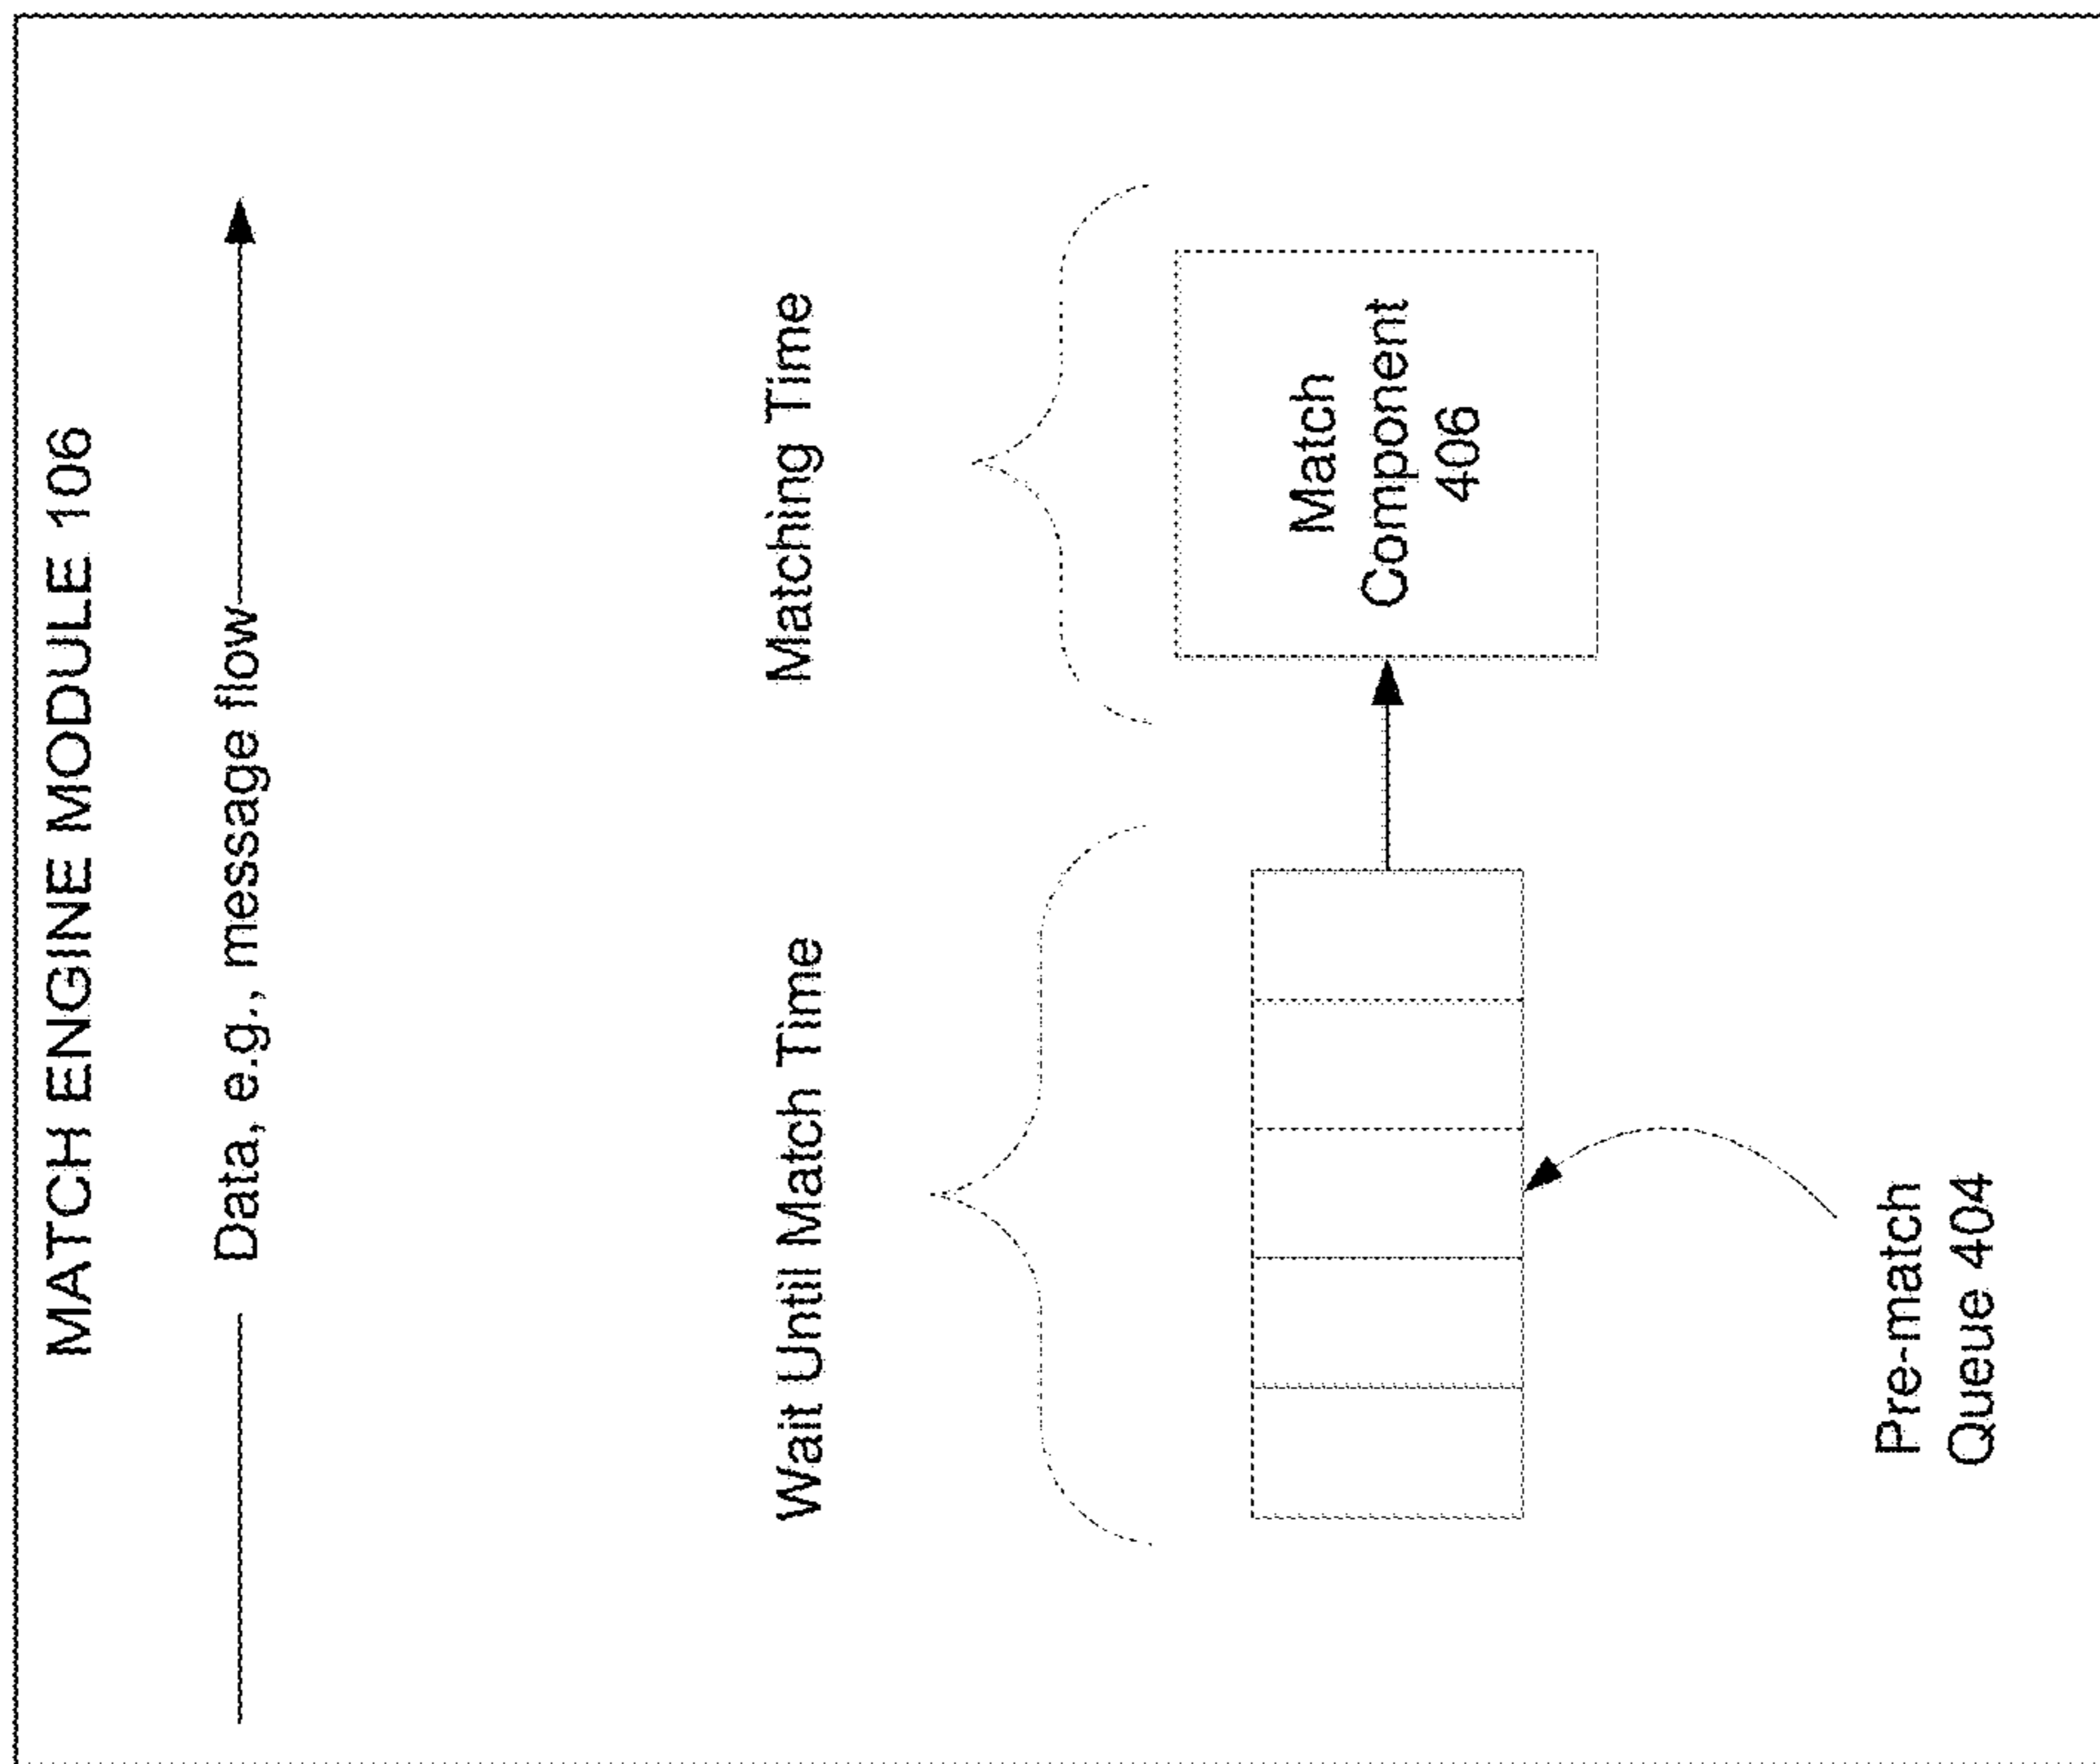 MATCH ENGINE MODULE 106
Data, e.g., message flow
Wait Until Match Time
Matching Time
Match
Component
406
Pre-match
Queue 404